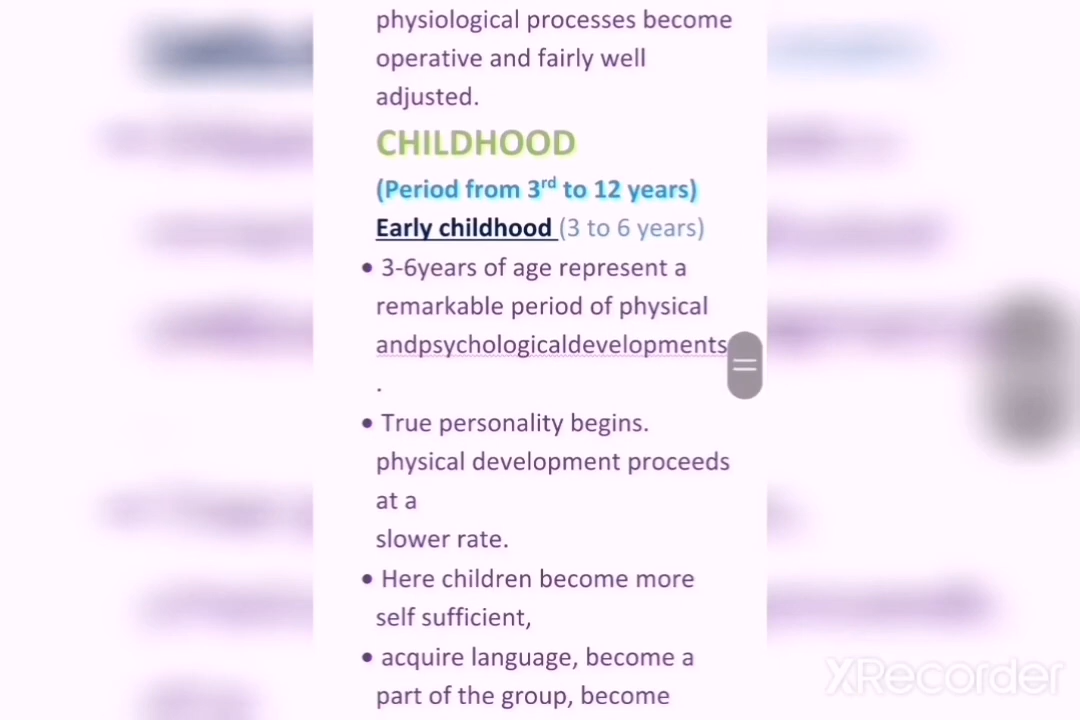 physiological processes become
operative and fairly well
adjusted.
CHILDHOOD
(Period from 3rd to 12 years)
Early childhood (3 to 6 years)
• 3-6years of age represent a
remarkable period of physical
andpsychologicaldevelopments
.
• True personality begins.
physical development proceeds
at a
slower rate.
• Here children become more
self sufficient,
• acquire language, become a
part of the group, become
XRecorder